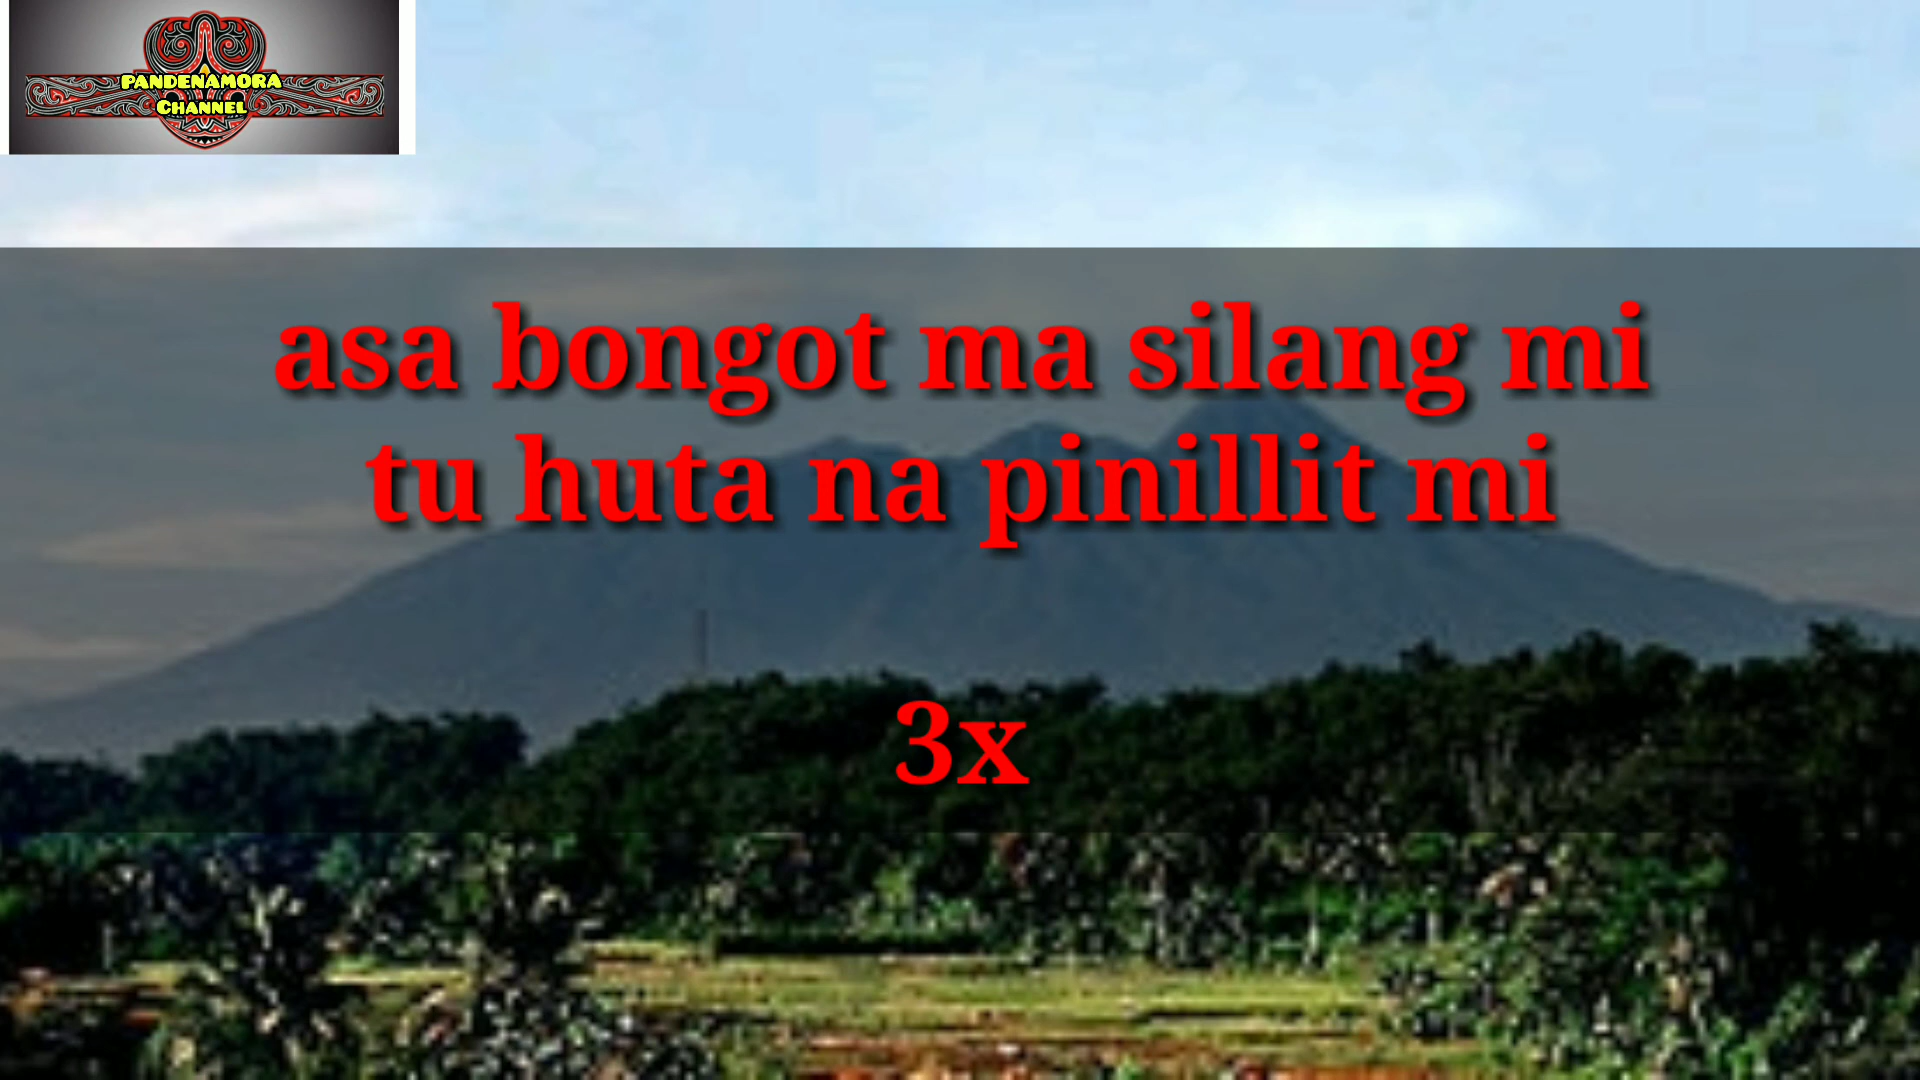 PANDENAMORA
CHANNEL
asa bongot ma silang mi
tu huta na pinillit mi
3x